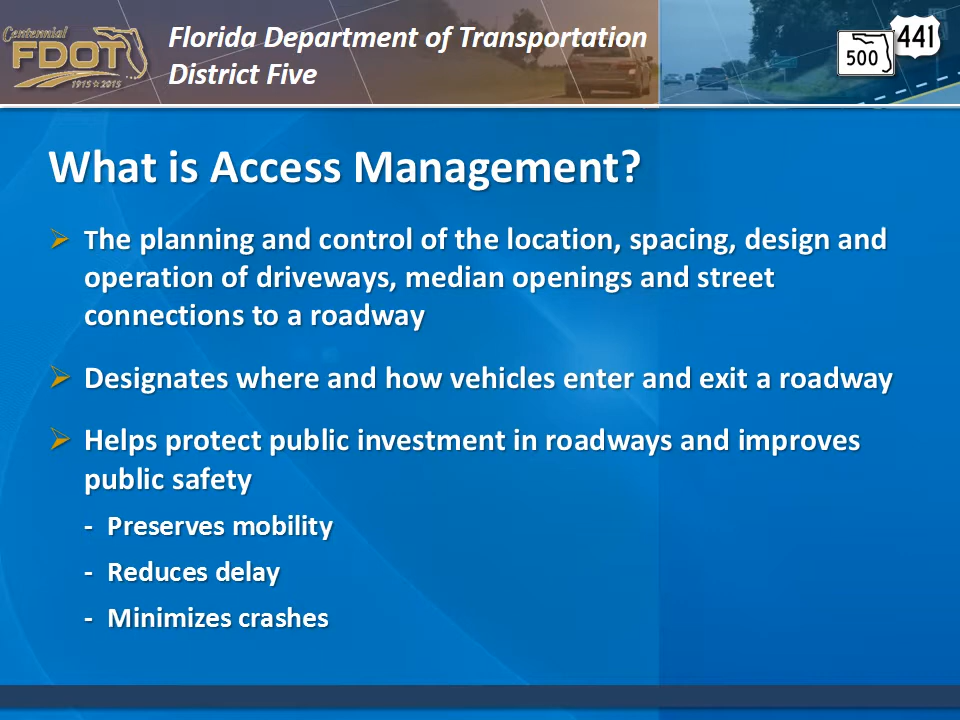 Centennial
FDOT
1915 ☆ 2015
Florida Department of Transportation
District Five
500
441
What is Access Management?
➢ The planning and control of the location, spacing, design and
operation of driveways, median openings and street
connections to a roadway
➢ Designates where and how vehicles enter and exit a roadway
➢ Helps protect public investment in roadways and improves
public safety
- Preserves mobility
- Reduces delay
- Minimizes crashes